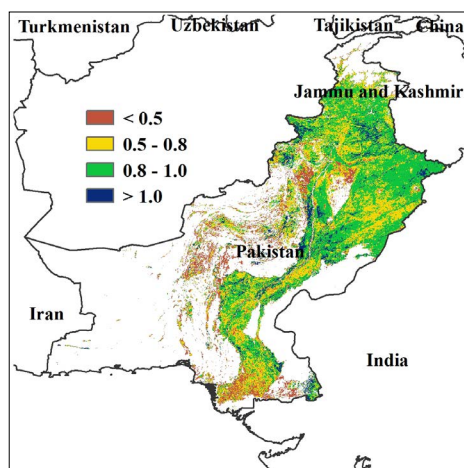 Turkmenistan Uzbekistan Tajikistan China
Jammu and Kashmir
< 0.5
0.5 - 0.8
0.8 - 1.0
> 1.0
Pakistan
Iran
India